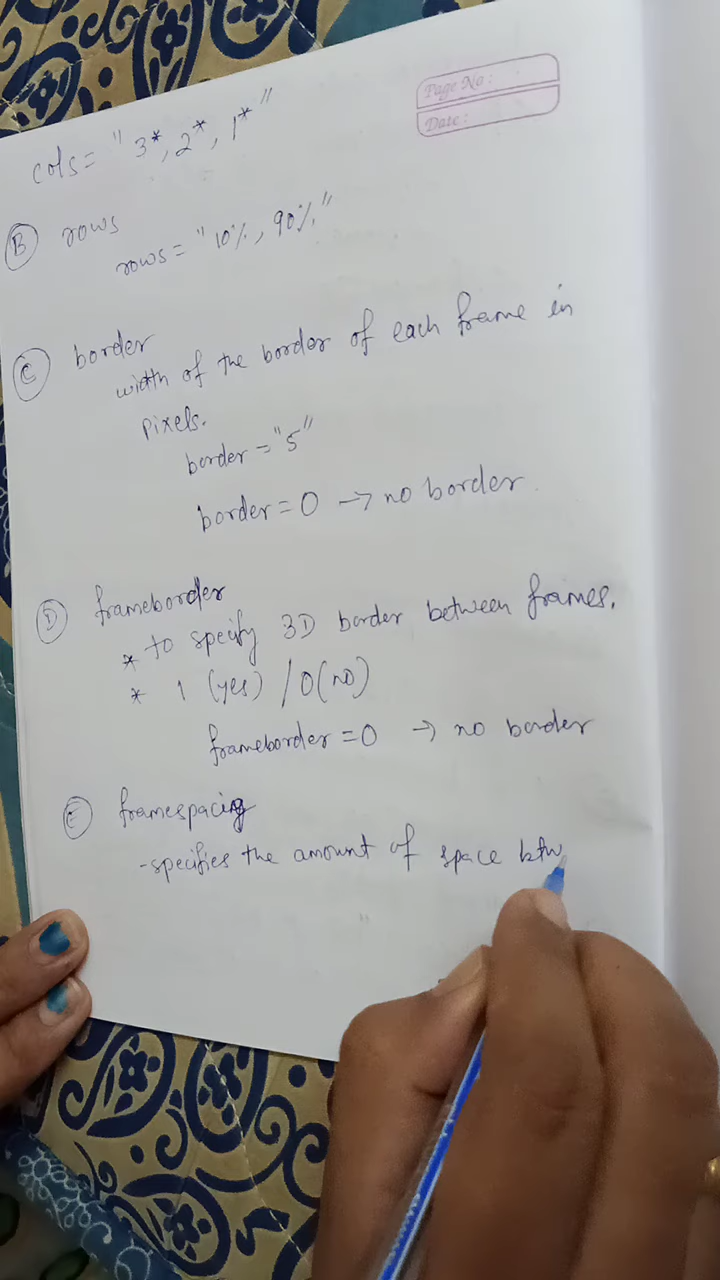 Page No :
Date :
cols = "3*, 2*, 1*"
(B) rows
rows = "10%, 90%"
(C) border
width of the border of each frame in
pixels.
border = "5"
border = 0 → no border.
(D) frameborder
* to specify 3D border between frames.
* 1 (yes) / 0 (no)
frameborder = 0 → no border
(E) framespacing
- specifies the amount of space btw